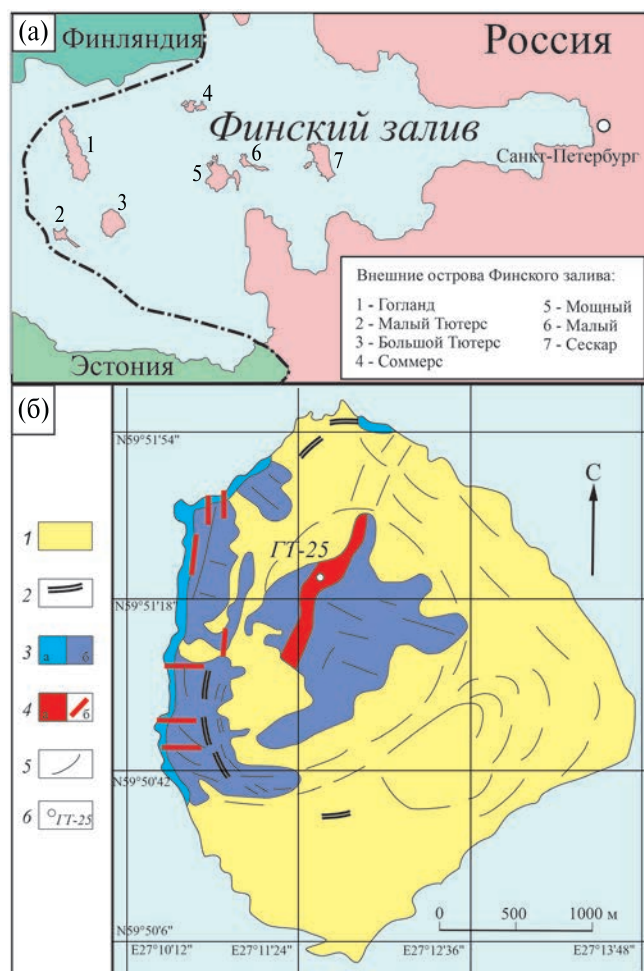 (а)
Финляндия
Россия
Финский залив
Санкт-Петербург
1
2
3
4
5
6
7
Эстония
Внешние острова Финского залива:
1 - Гогланд
2 - Малый Тютерс
3 - Большой Тютерс
4 - Соммерс
5 - Мощный
6 - Малый
7 - Сескар
(б)
1
2
3 а б
4 а б
5
6 ГТ-25
N59°51'54"
С
ГТ-25
N59°51'18"
N59°50'42"
0 500 1000 м
N59°50'6"
E27°10'12" E27°11'24" E27°12'36" E27°13'48"